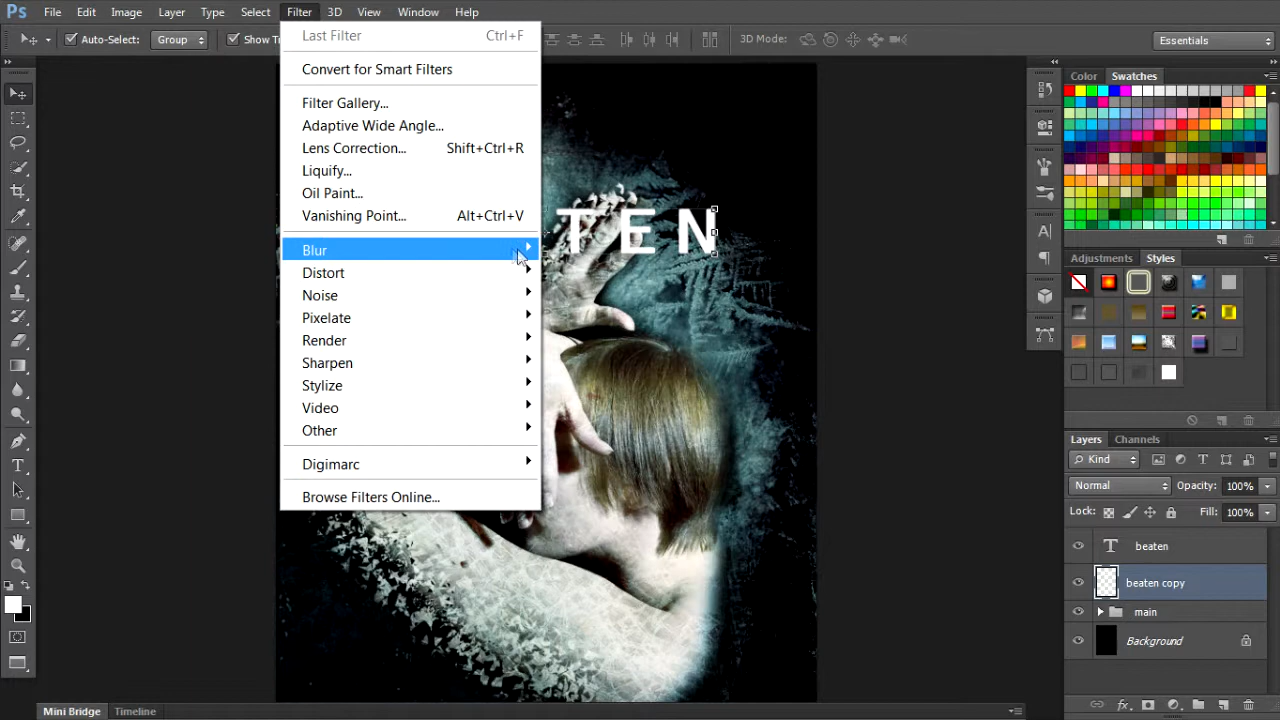 Ps File Edit Image Layer Type Select Filter 3D View Window Help
Auto-Select: Group Show Tr 3D Mode: Essentials
Last Filter Ctrl+F
Convert for Smart Filters
Filter Gallery...
Adaptive Wide Angle...
Lens Correction... Shift+Ctrl+R
Liquify...
Oil Paint...
Vanishing Point... Alt+Ctrl+V
Blur
Distort
Noise
Pixelate
Render
Sharpen
Stylize
Video
Other
Digimarc
Browse Filters Online...
TEN
Color Swatches
Adjustments Styles
Layers Channels
Kind
Normal Opacity: 100%
Lock: Fill: 100%
T beaten
beaten copy
main
Background
Mini Bridge Timeline